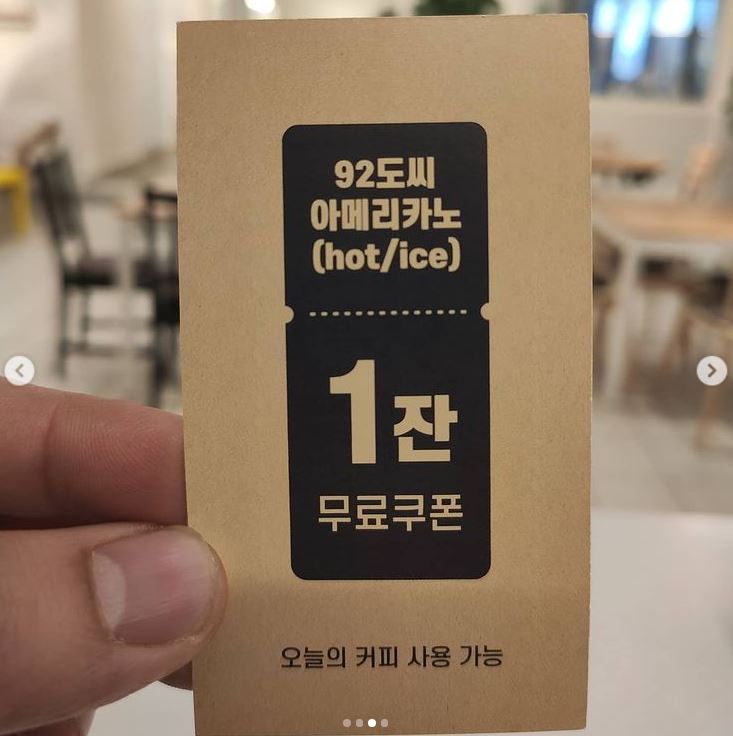 92도씨
아메리카노
(hot/ice)
1잔
무료쿠폰
오늘의 커피 사용 가능